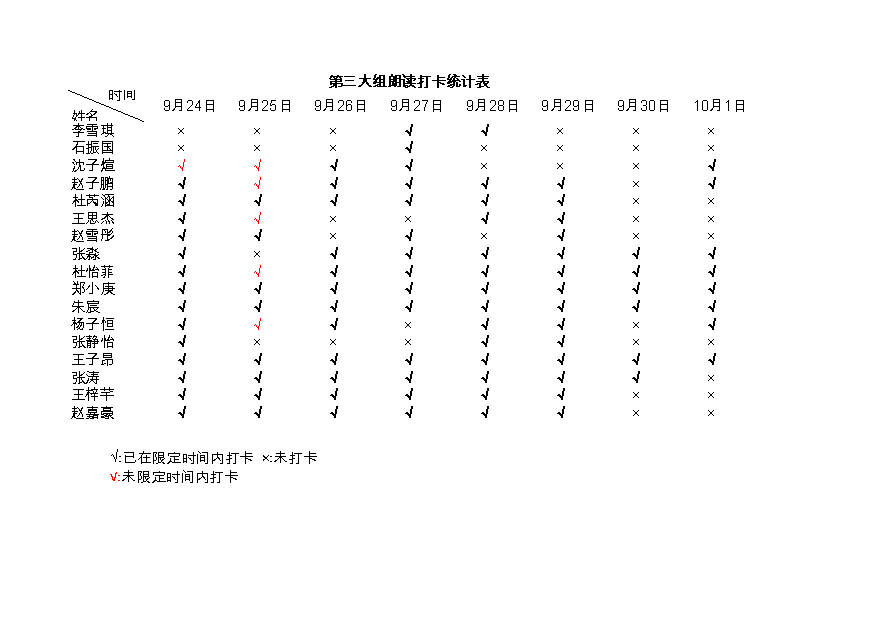 第三大组朗读打卡统计表
时间
姓名 9月24日 9月25日 9月26日 9月27日 9月28日 9月29日 9月30日 10月1日
李雪琪 × × × √ √ × × ×
石振国 × × × √ × × × ×
沈子煊 √ √ √ √ × × × √
赵子鹏 √ √ √ √ √ √ × √
杜芮涵 √ √ √ √ √ √ × ×
王思杰 √ √ × × √ √ × ×
赵雪彤 √ √ × √ × √ × ×
张淼 √ × √ √ √ √ √ √
杜怡菲 √ √ √ √ √ √ √ √
郑小庚 √ √ √ √ √ √ √ √
朱宸 √ √ √ √ √ √ √ √
杨子恒 √ √ √ × √ √ × √
张静怡 √ × × × √ √ × ×
王子昂 √ √ √ √ √ √ √ √
张涛 √ √ √ √ √ √ √ ×
王梓芊 √ √ √ √ √ √ × ×
赵嘉豪 √ √ √ √ √ √ × ×
√:已在限定时间内打卡 ×:未打卡
√:未限定时间内打卡